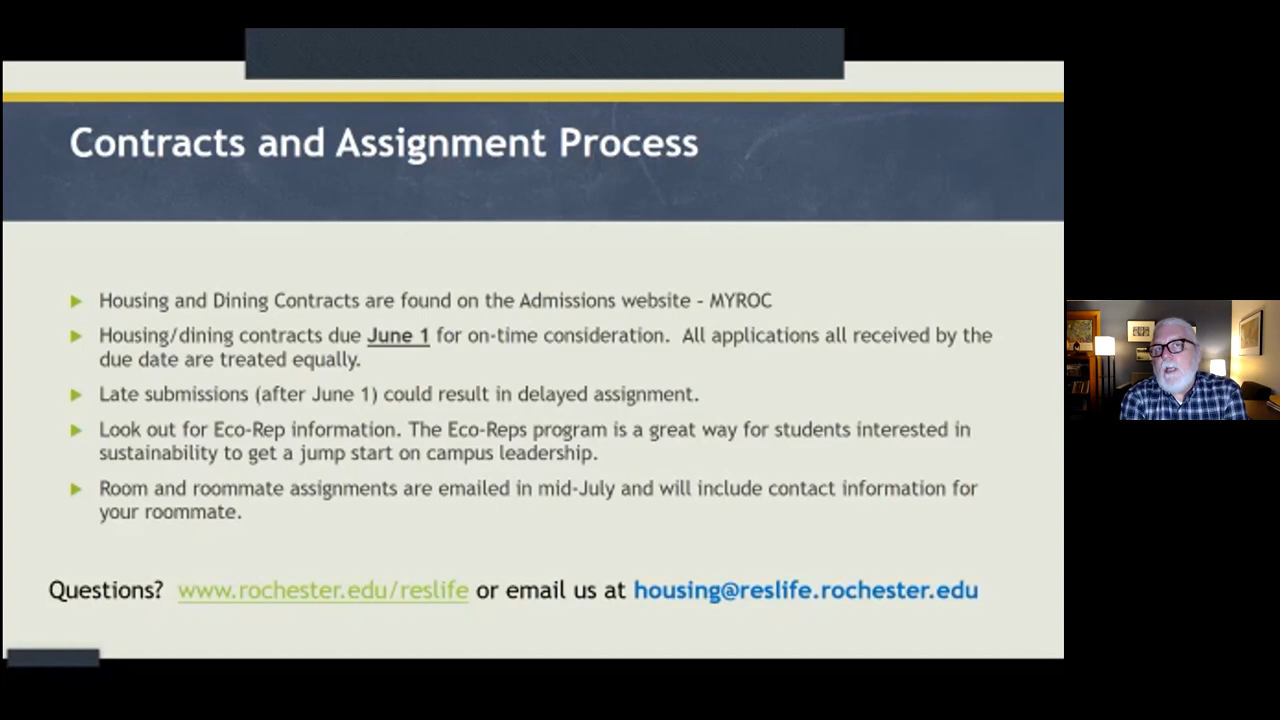 Contracts and Assignment Process
Housing and Dining Contracts are found on the Admissions website - MYROC
Housing/dining contracts due June 1 for on-time consideration. All applications all received by the
due date are treated equally.
Late submissions (after June 1) could result in delayed assignment.
Look out for Eco-Rep information. The Eco-Reps program is a great way for students interested in
sustainability to get a jump start on campus leadership.
Room and roommate assignments are emailed in mid-July and will include contact information for
your roommate.
Questions? www.rochester.edu/reslife or email us at housing@reslife.rochester.edu